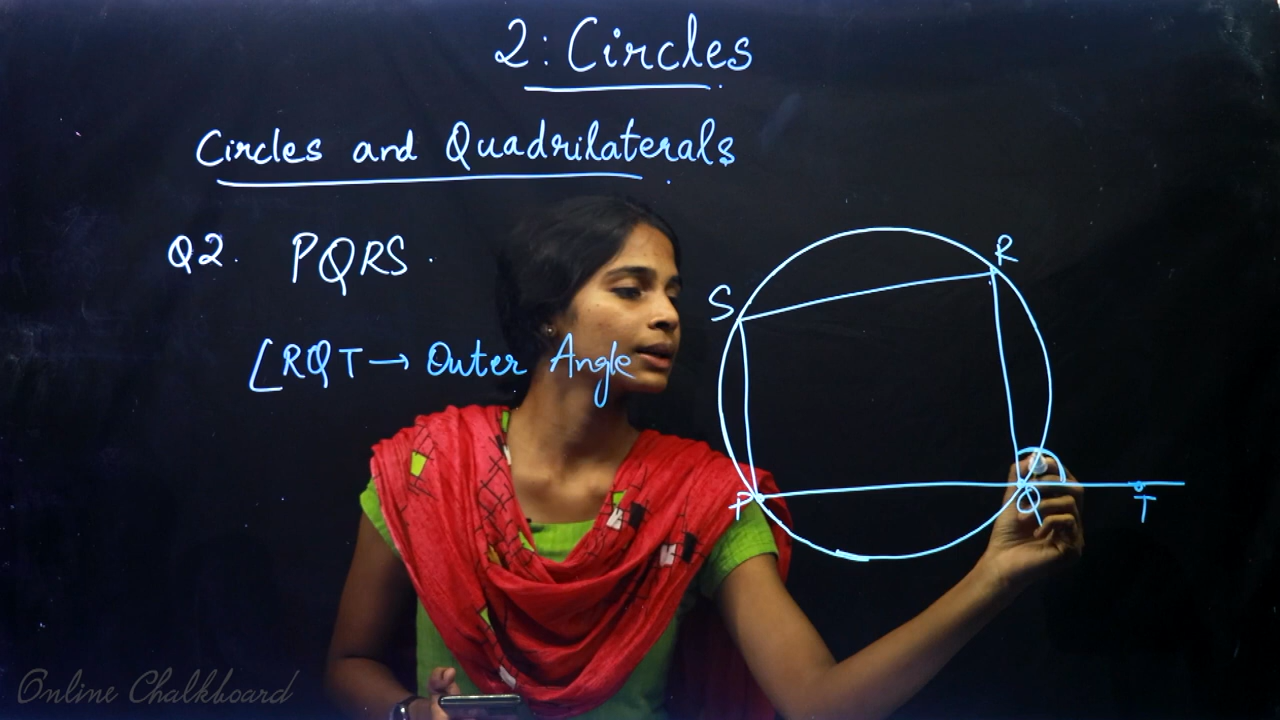 2: Circles
Circles and Quadrilaterals
Q2. PQRS.
∠RQT → Outer Angle
S
R
P
Q
T
Online Chalkboard